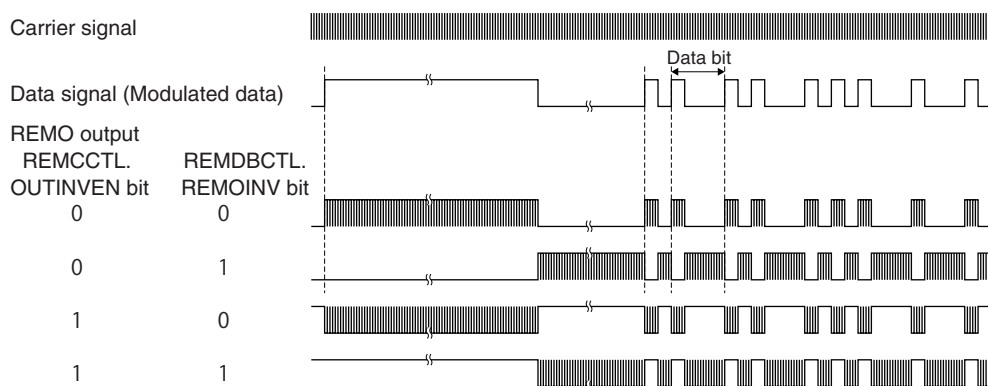 Carrier signal
Data bit
Data signal (Modulated data)
REMO output
REMCCTL. REMDBCTL.
OUTINVEN bit REMOINV bit
0 0
0 1
1 0
1 1